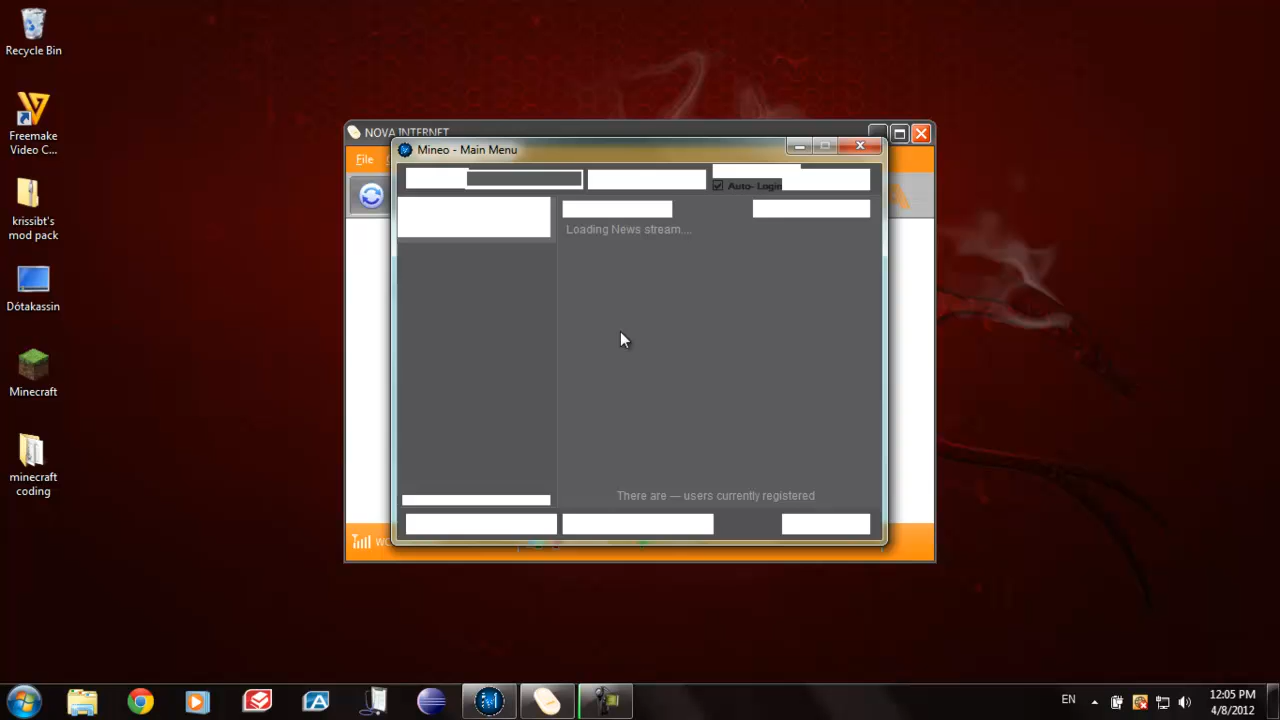 Recycle Bin
Freemake
Video C...
krissibt's
mod pack
Dótakassin
Minecraft
minecraft
coding
NOVA INTERNET
File
Mineo - Main Menu
Auto- Login
Loading News stream....
There are — users currently registered
EN
12:05 PM
4/8/2012